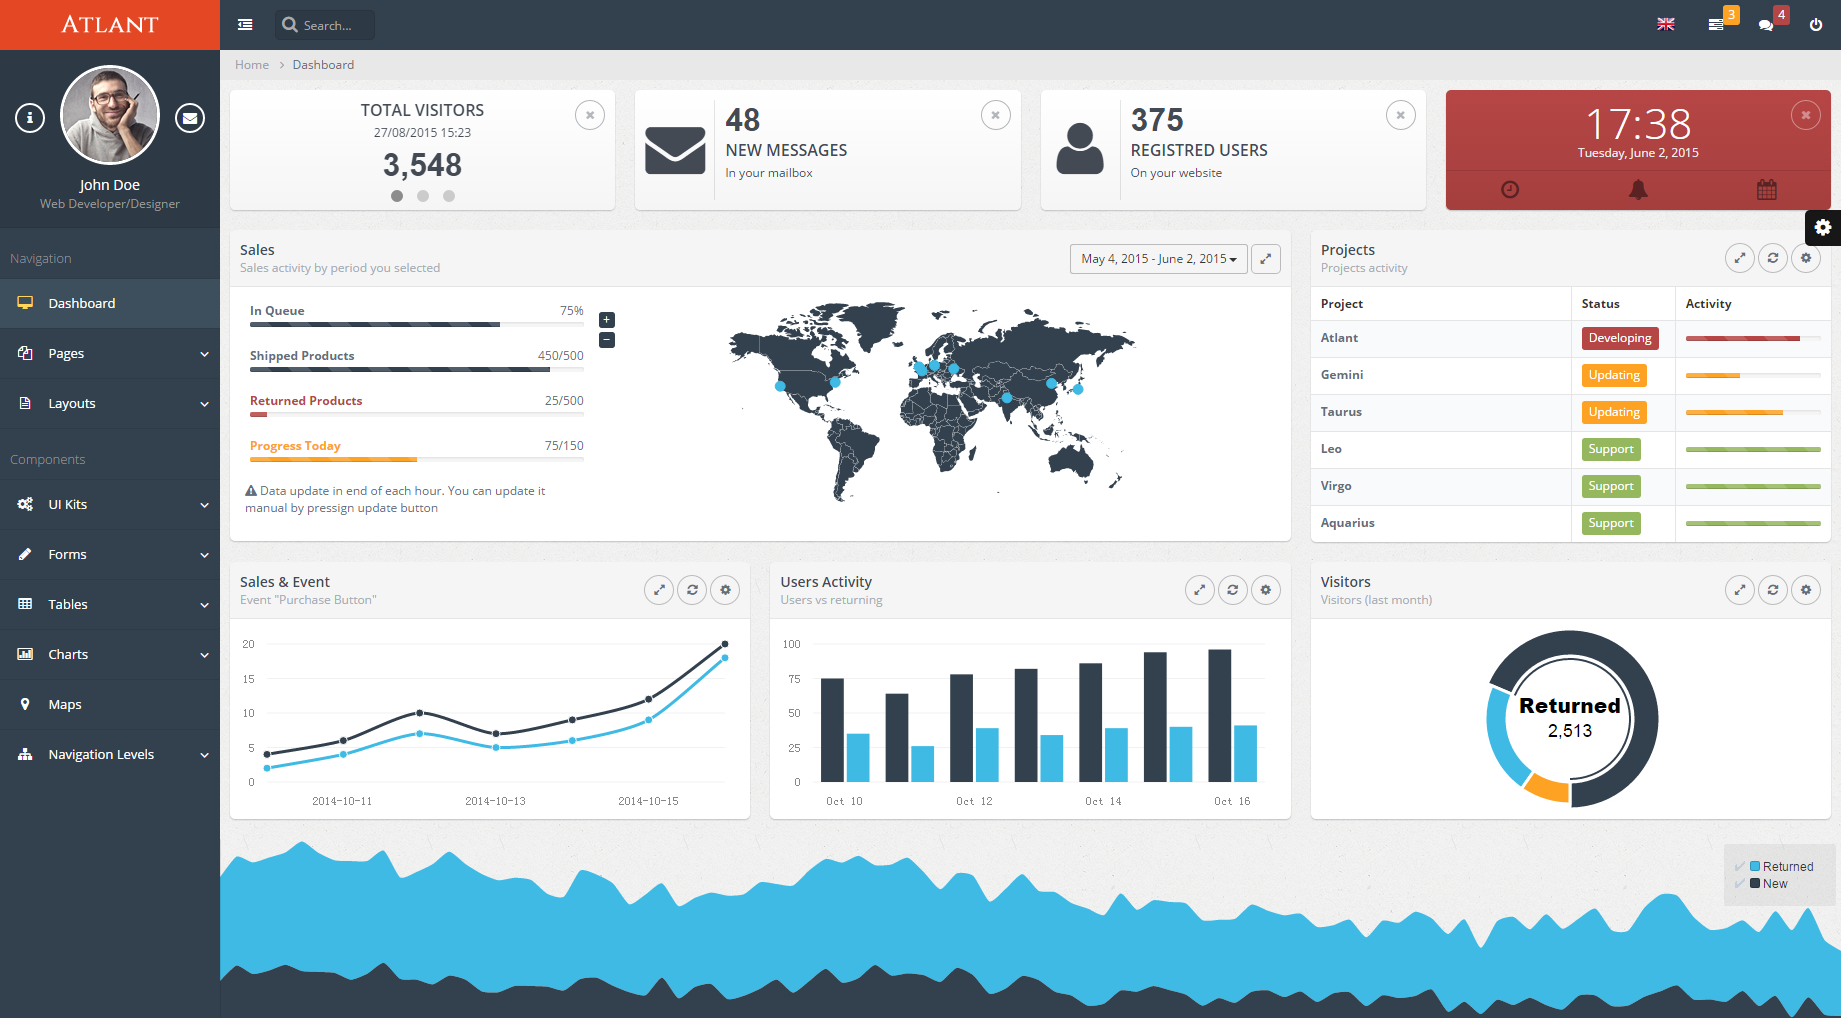 ATLANT
Search...
3
4
Home > Dashboard
John Doe
Web Developer/Designer
Navigation
Dashboard
Pages
Layouts
Components
UI Kits
Forms
Tables
Charts
Maps
Navigation Levels
TOTAL VISITORS
27/08/2015 15:23
3,548
48
NEW MESSAGES
In your mailbox
375
REGISTRED USERS
On your website
17:38
Tuesday, June 2, 2015
Sales
Sales activity by period you selected
May 4, 2015 - June 2, 2015
In Queue 75%
Shipped Products 450/500
Returned Products 25/500
Progress Today 75/150
Data update in end of each hour. You can update it
manual by pressign update button
+
−
Projects
Projects activity
Project Status Activity
Atlant Developing
Gemini Updating
Taurus Updating
Leo Support
Virgo Support
Aquarius Support
Sales & Event
Event "Purchase Button"
20
15
10
5
0
2014-10-11 2014-10-13 2014-10-15
Users Activity
Users vs returning
100
75
50
25
0
Oct 10 Oct 12 Oct 14 Oct 16
Visitors
Visitors (last month)
Returned
2,513
Returned
New